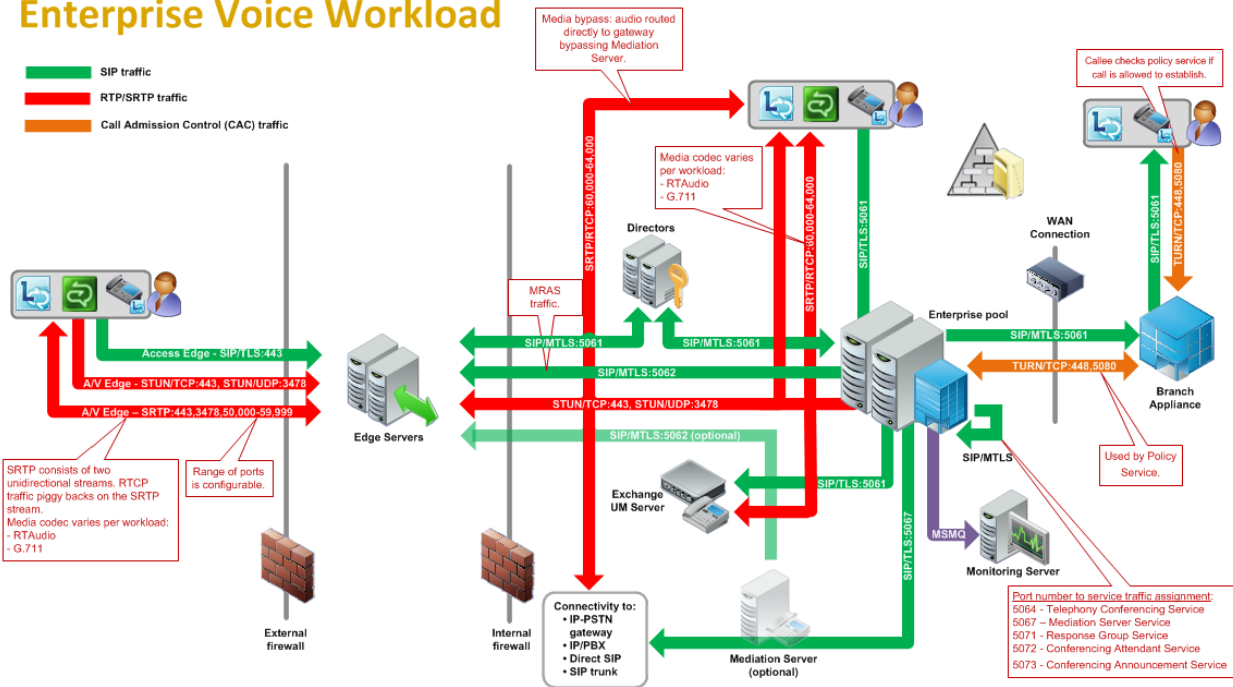 Enterprise Voice Workload
SIP traffic
RTP/SRTP traffic
Call Admission Control (CAC) traffic
Media bypass: audio routed
directly to gateway
bypassing Mediation
Server.
Callee checks policy service if
call is allowed to establish.
Media codec varies
per workload:
- RTAudio
- G.711
SRTP/RTCP:60,000-64,000
SRTP/RTCP:60,000-64,000
SIP/TLS:5061
SIP/TLS:5061
TURN/TCP:448,5080
WAN
Connection
Directors
MRAS
traffic.
Enterprise pool
SIP/MTLS:5061
SIP/MTLS:5061
SIP/MTLS:5061
Access Edge - SIP/TLS:443
SIP/MTLS:5062
TURN/TCP:448,5080
A/V Edge - STUN/TCP:443, STUN/UDP:3478
A/V Edge – SRTP:443,3478,50,000-59,999
STUN/TCP:443, STUN/UDP:3478
Branch
Appliance
Edge Servers
SIP/MTLS:5062 (optional)
SIP/MTLS
Used by Policy
Service.
SRTP consists of two
unidirectional streams. RTCP
traffic piggy backs on the SRTP
stream.
Media codec varies per workload:
- RTAudio
- G.711
Range of ports
is configurable.
Exchange
UM Server
SIP/TLS:5061
SIP/TLS:5067
MSMQ
Monitoring Server
Port number to service traffic assignment:
5064 - Telephony Conferencing Service
5067 – Mediation Server Service
5071 - Response Group Service
5072 - Conferencing Attendant Service
5073 - Conferencing Announcement Service
External
firewall
Internal
firewall
Connectivity to:
• IP-PSTN
gateway
• IP/PBX
• Direct SIP
• SIP trunk
Mediation Server
(optional)